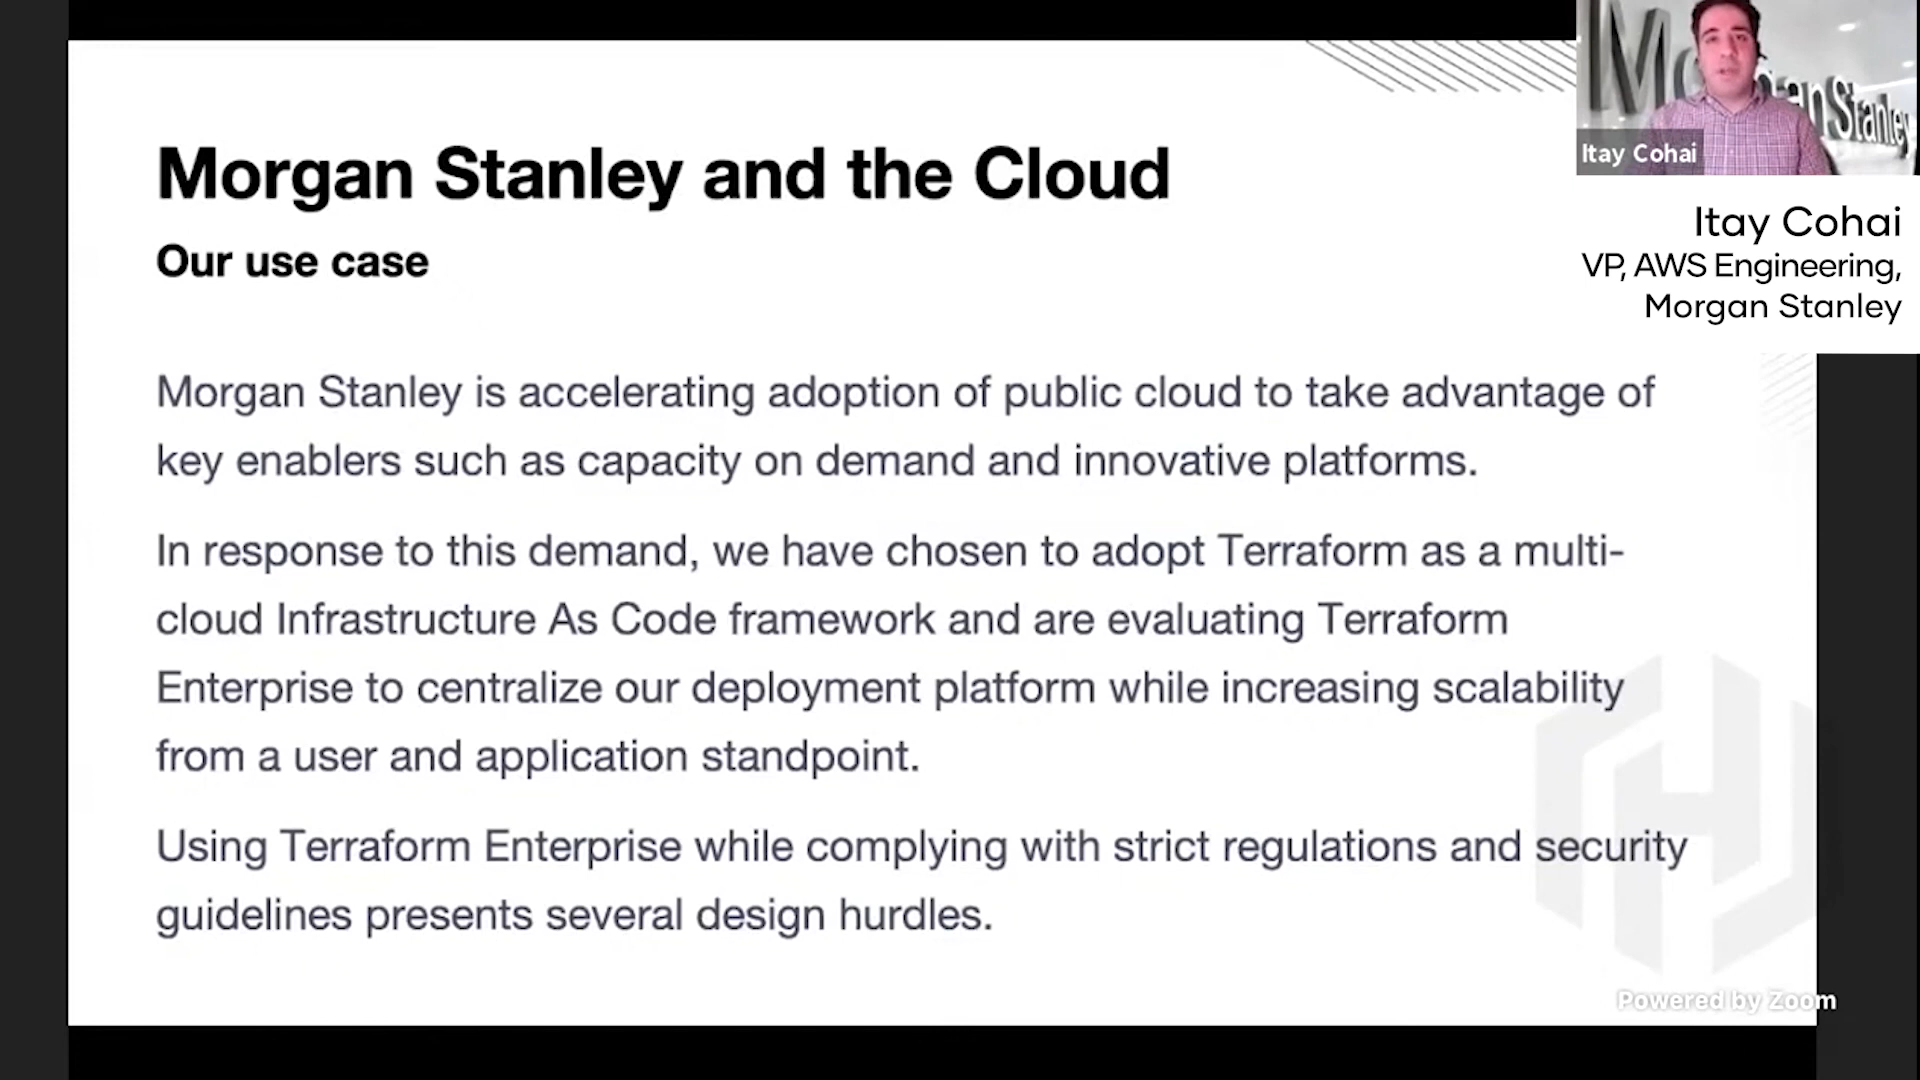 Morgan Stanley
Itay Cohai
Itay Cohai
VP, AWS Engineering,
Morgan Stanley
Morgan Stanley and the Cloud
Our use case
Morgan Stanley is accelerating adoption of public cloud to take advantage of
key enablers such as capacity on demand and innovative platforms.
In response to this demand, we have chosen to adopt Terraform as a multi-
cloud Infrastructure As Code framework and are evaluating Terraform
Enterprise to centralize our deployment platform while increasing scalability
from a user and application standpoint.
Using Terraform Enterprise while complying with strict regulations and security
guidelines presents several design hurdles.
Powered by Zoom